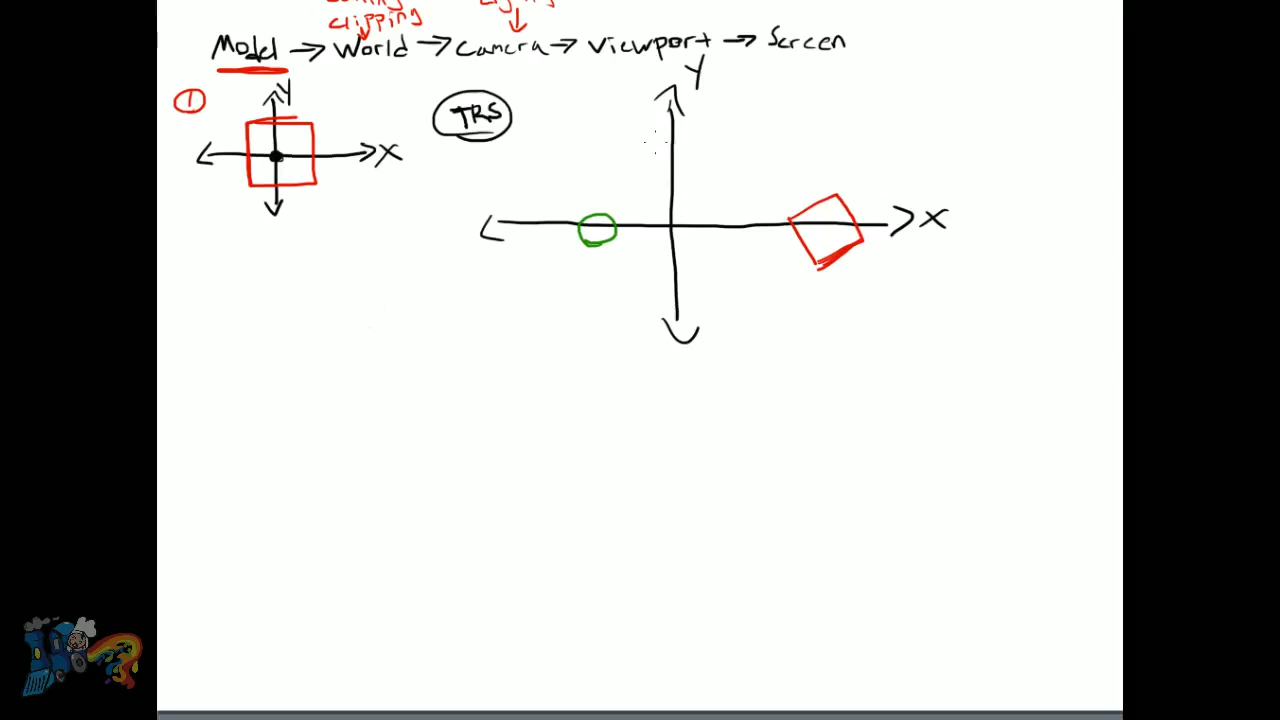 clipping
Model → World → Camera → Viewport → Screen
Y
① Y
TRS
X
X